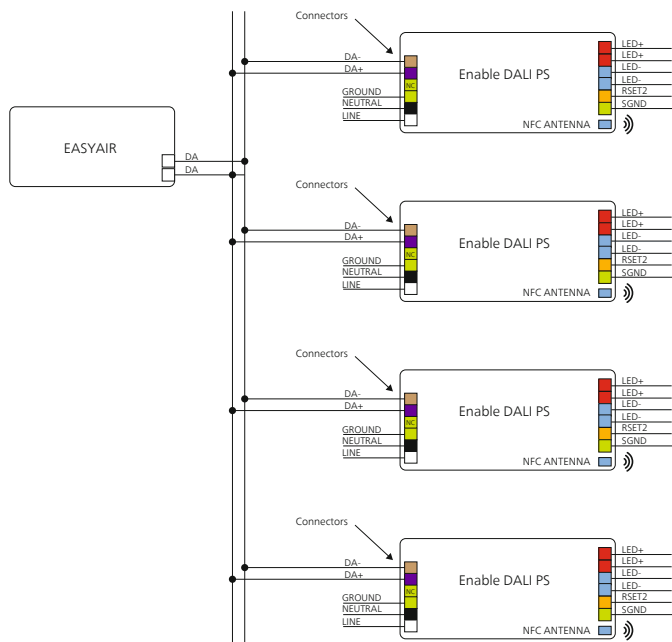 Connectors
DA-
DA+
NC
GROUND
NEUTRAL
LINE
Enable DALI PS
NFC ANTENNA
LED+
LED+
LED-
LED-
RSET2
SGND
EASYAIR
DA
DA
Connectors
DA-
DA+
NC
GROUND
NEUTRAL
LINE
Enable DALI PS
NFC ANTENNA
LED+
LED+
LED-
LED-
RSET2
SGND
Connectors
DA-
DA+
NC
GROUND
NEUTRAL
LINE
Enable DALI PS
NFC ANTENNA
LED+
LED+
LED-
LED-
RSET2
SGND
Connectors
DA-
DA+
NC
GROUND
NEUTRAL
LINE
Enable DALI PS
NFC ANTENNA
LED+
LED+
LED-
LED-
RSET2
SGND